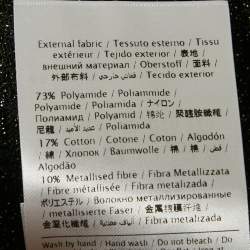 External fabric / Tessuto esterno / Tissu
extérieur / Tejido exterior / 表地 /
внешний материал / Oberstoff / 面料 /
外部布料 / قماش خارجي / Tecido exterior
73% Polyamide / Poliammide /
Polyamide / Poliamida / ナイロン /
Полиамид / Polyamid / 锦纶 / 聚醯胺纖維 /
尼龍 / / Poliamida
17% Cotton / Cotone / Coton / Algodón
/ 綿 / Хлопок / Baumwolle / 棉 / 棉 / قطن /
Algodão
10% Metallised fibre / Fibra Metallizzata
/ Fibre métallisée / Fibra metalizada /
ポリエステル / Волокно металлизированные
/ metallisierte Faser / 金属镀膜纤维 /
金屬化纖維 / ألياف معدنية / Fibra metalizada
Wash by hand / Hand wash / Do not bleach / Do